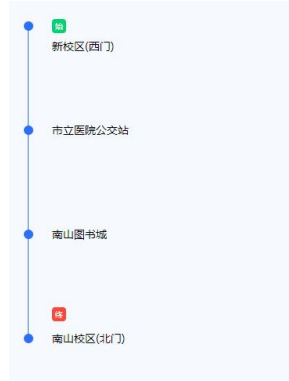 始
新校区(西门)
市立医院公交站
南山图书城
终
南山校区(北门)